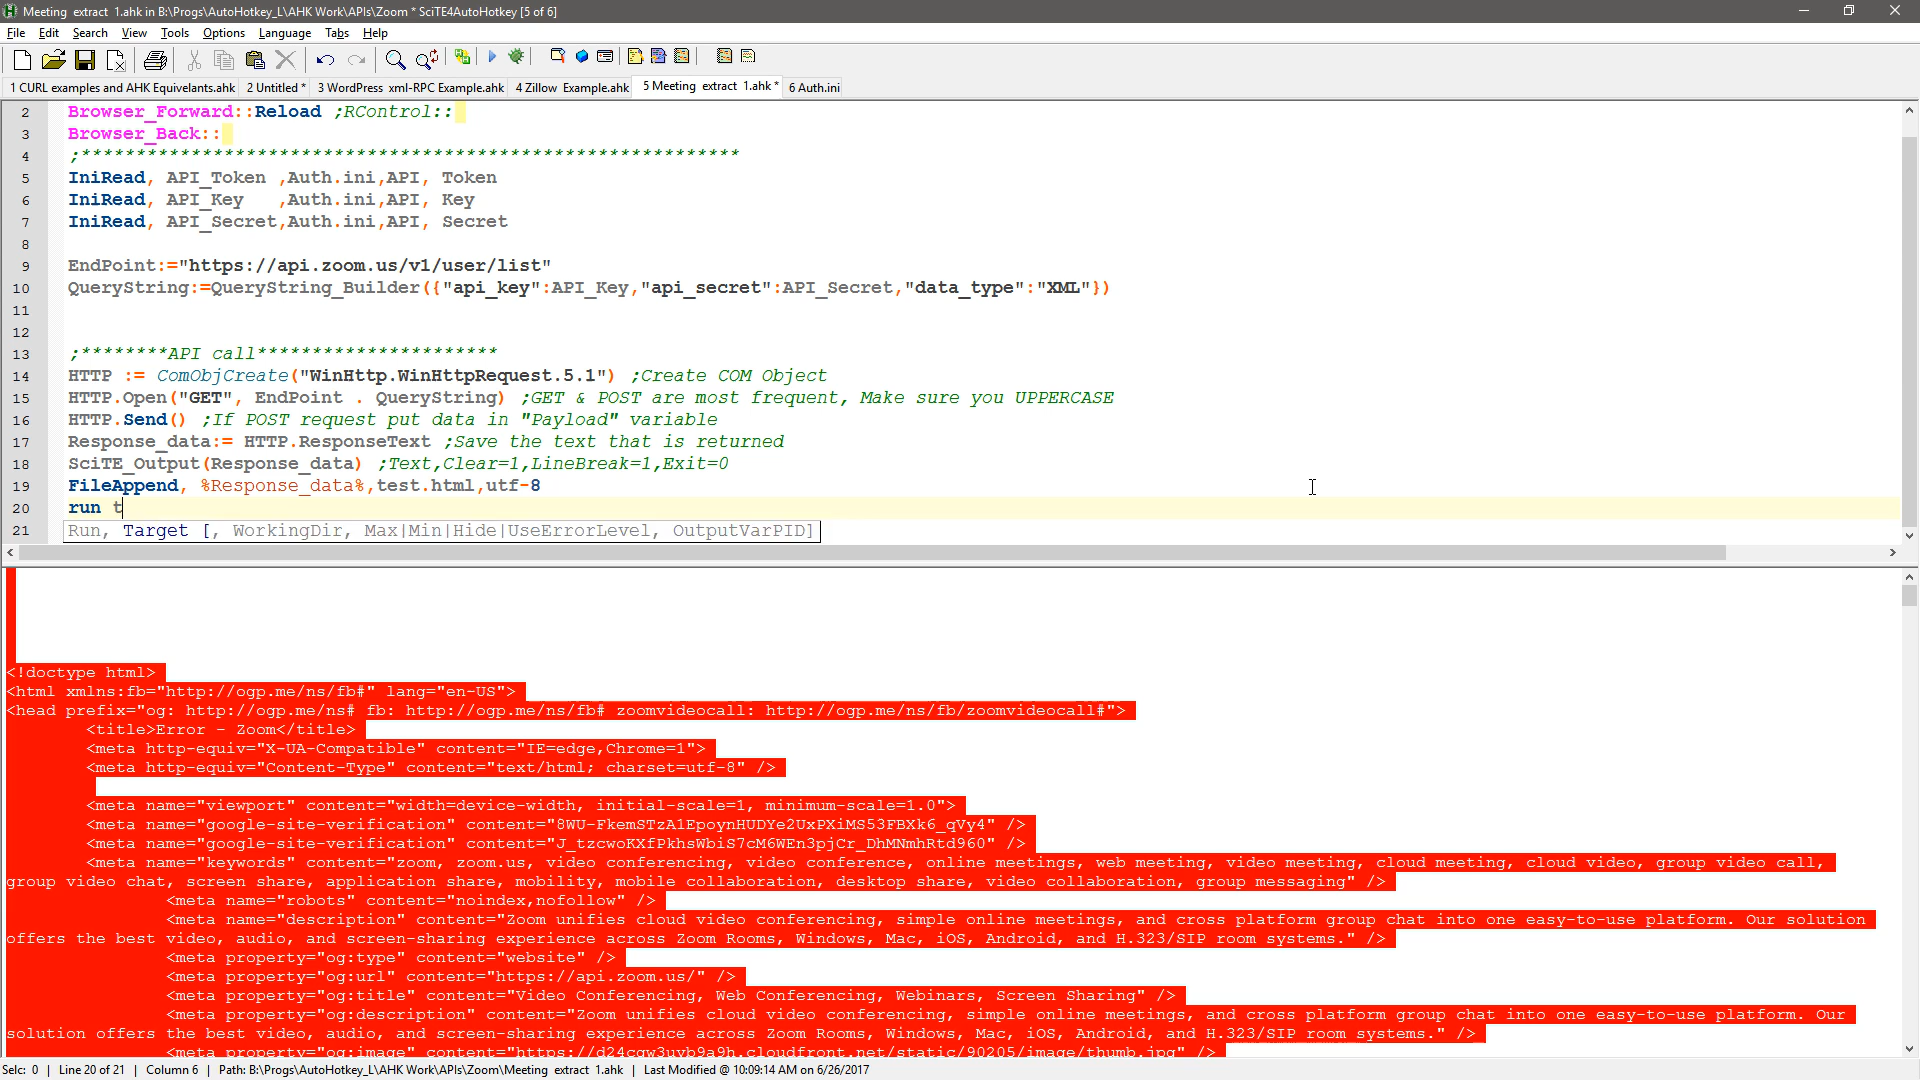 Meeting extract 1.ahk in B:\Progs\AutoHotkey_L\AHK Work\APIs\Zoom * SciTE4AutoHotkey [5 of 6]
File Edit Search View Tools Options Language Tabs Help
1 CURL examples and AHK Equivelants.ahk 2 Untitled * 3 WordPress xml-RPC Example.ahk 4 Zillow Example.ahk 5 Meeting extract 1.ahk * 6 Auth.ini
2 Browser_Forward::Reload ;RControl::
3 Browser_Back::
4 ;************************************************************
5 IniRead, API_Token ,Auth.ini,API, Token
6 IniRead, API_Key ,Auth.ini,API, Key
7 IniRead, API_Secret,Auth.ini,API, Secret
8
9 EndPoint:="https://api.zoom.us/v1/user/list"
10 QueryString:=QueryString_Builder({"api_key":API_Key,"api_secret":API_Secret,"data_type":"XML"})
11
12
13 ;********API call**********************
14 HTTP := ComObjCreate("WinHttp.WinHttpRequest.5.1") ;Create COM Object
15 HTTP.Open("GET", EndPoint . QueryString) ;GET & POST are most frequent, Make sure you UPPERCASE
16 HTTP.Send() ;If POST request put data in "Payload" variable
17 Response_data:= HTTP.ResponseText ;Save the text that is returned
18 SciTE_Output(Response_data) ;Text,Clear=1,LineBreak=1,Exit=0
19 FileAppend, %Response_data%,test.html,utf-8
20 run t
21 Run, Target [, WorkingDir, Max|Min|Hide|UseErrorLevel, OutputVarPID]
<!doctype html>
<html xmlns:fb="http://ogp.me/ns/fb#" lang="en-US">
<head prefix="og: http://ogp.me/ns# fb: http://ogp.me/ns/fb# zoomvideocall: http://ogp.me/ns/fb/zoomvideocall#">
<title>Error - Zoom</title>
<meta http-equiv="X-UA-Compatible" content="IE=edge,Chrome=1">
<meta http-equiv="Content-Type" content="text/html; charset=utf-8" />
<meta name="viewport" content="width=device-width, initial-scale=1, minimum-scale=1.0">
<meta name="google-site-verification" content="8WU-FkemSTzA1EpoynHUDYe2UxPXiMS53FBXk6_qVy4" />
<meta name="google-site-verification" content="J_tzcwoKXfPkhsWbiS7cM6WEn3pjCr_DhMNmhRtd960" />
<meta name="keywords" content="zoom, zoom.us, video conferencing, video conference, online meetings, web meeting, video meeting, cloud meeting, cloud video, group video call,
group video chat, screen share, application share, mobility, mobile collaboration, desktop share, video collaboration, group messaging" />
<meta name="robots" content="noindex,nofollow" />
<meta name="description" content="Zoom unifies cloud video conferencing, simple online meetings, and cross platform group chat into one easy-to-use platform. Our solution
offers the best video, audio, and screen-sharing experience across Zoom Rooms, Windows, Mac, iOS, Android, and H.323/SIP room systems." />
<meta property="og:type" content="website" />
<meta property="og:url" content="https://api.zoom.us/" />
<meta property="og:title" content="Video Conferencing, Web Conferencing, Webinars, Screen Sharing" />
<meta property="og:description" content="Zoom unifies cloud video conferencing, simple online meetings, and cross platform group chat into one easy-to-use platform. Our
solution offers the best video, audio, and screen-sharing experience across Zoom Rooms, Windows, Mac, iOS, Android, and H.323/SIP room systems." />
<meta property="og:image" content="https://d24cgw3uvb9a9h.cloudfront.net/static/90205/image/thumb.jpg" />
Selc: 0 | Line 20 of 21 | Column 6 | Path: B:\Progs\AutoHotkey_L\AHK Work\APIs\Zoom\Meeting extract 1.ahk | Last Modified @ 10:09:14 AM on 6/26/2017